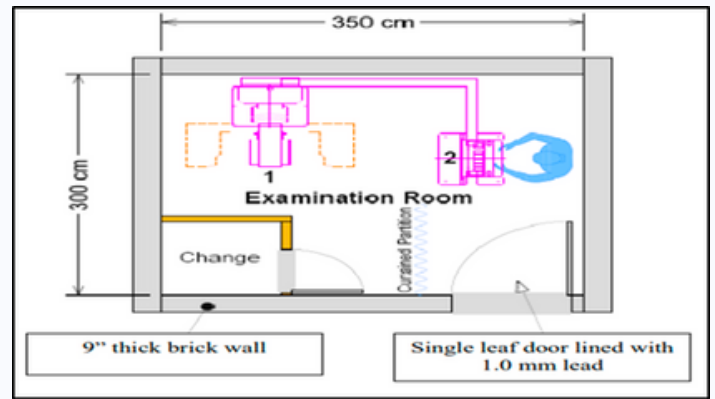 350 cm
300 cm
1
2
Examination Room
Curained Partition
Change
9” thick brick wall
Single leaf door lined with
1.0 mm lead